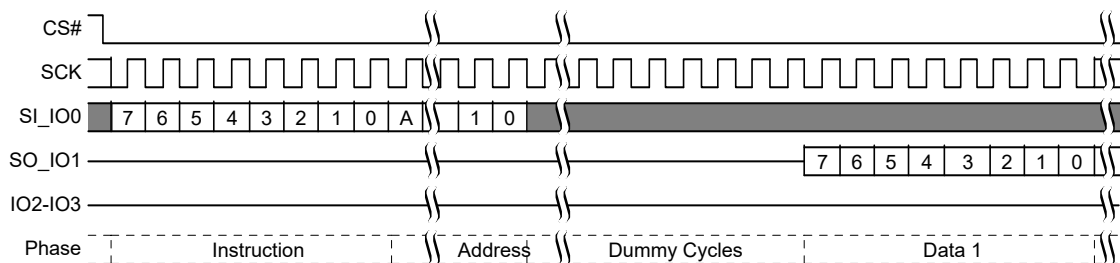 CS#
SCK
SI_IO0 7 6 5 4 3 2 1 0 A 1 0
SO_IO1 7 6 5 4 3 2 1 0
IO2-IO3
Phase Instruction Address Dummy Cycles Data 1